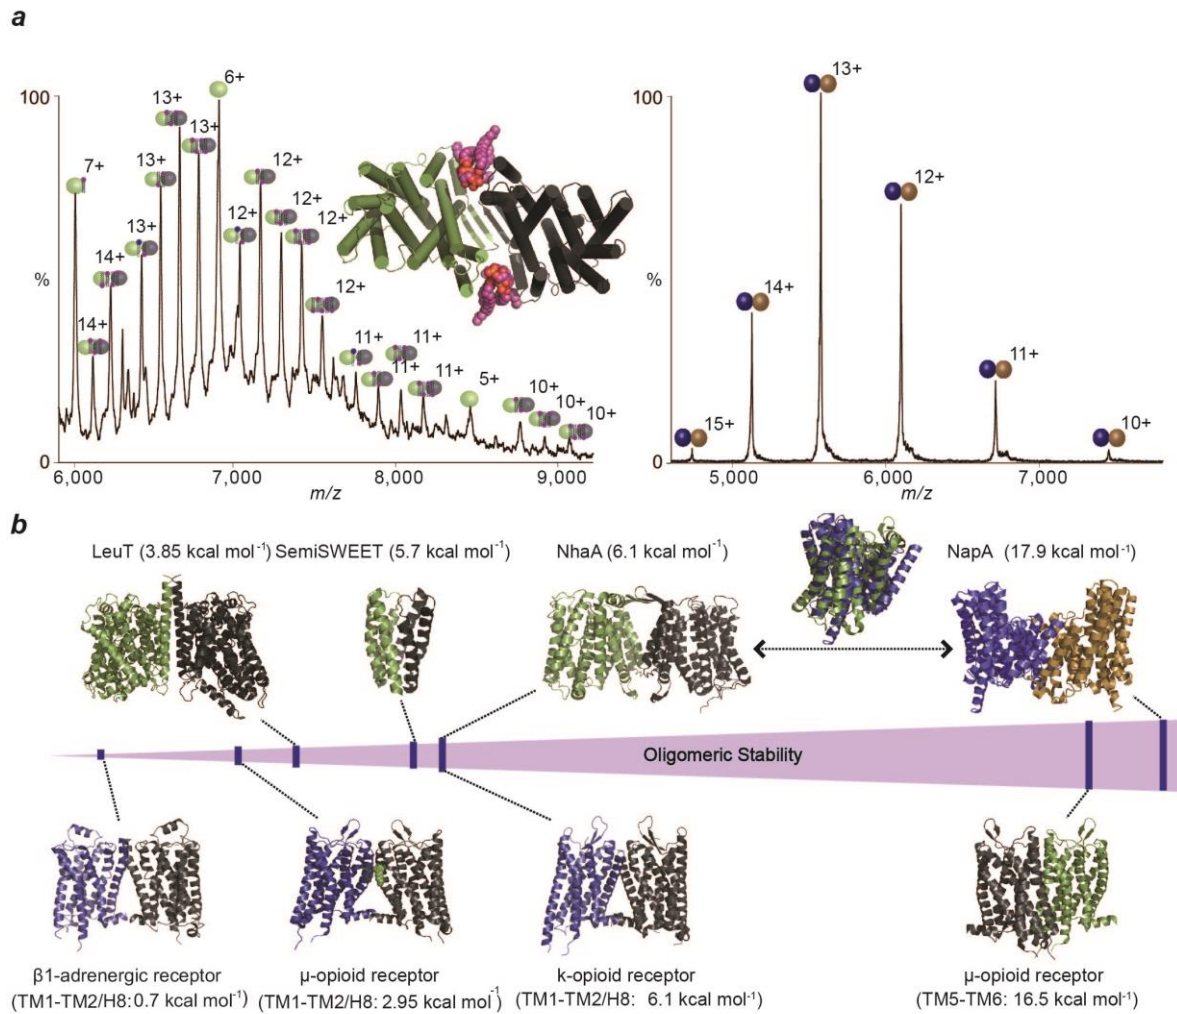 a
6+
13+
13+
13+
7+
13+
12+
12+
12+
12+
13+
14+
12+
14+
11+
11+
11+
11+
5+
10+
10+
10+
100
%
0
6,000
7,000
8,000
9,000
m/z
13+
12+
14+
11+
15+
10+
100
%
0
5,000
6,000
7,000
m/z
b
LeuT (3.85 kcal mol-1) SemiSWEET (5.7 kcal mol-1) NhaA (6.1 kcal mol-1) NapA (17.9 kcal mol-1)
Oligomeric Stability
β1-adrenergic receptor
(TM1-TM2/H8: 0.7 kcal mol-1)
μ-opioid receptor
(TM1-TM2/H8: 2.95 kcal mol-1)
k-opioid receptor
(TM1-TM2/H8: 6.1 kcal mol-1)
μ-opioid receptor
(TM5-TM6: 16.5 kcal mol-1)